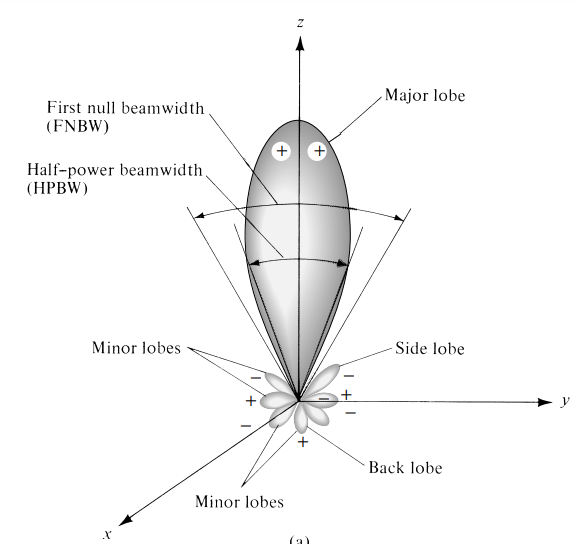 z
Major lobe
First null beamwidth
(FNBW)
+ +
Half-power beamwidth
(HPBW)
Minor lobes
Side lobe
− −
+ − +
− −
+
y
Back lobe
Minor lobes
x
(a)